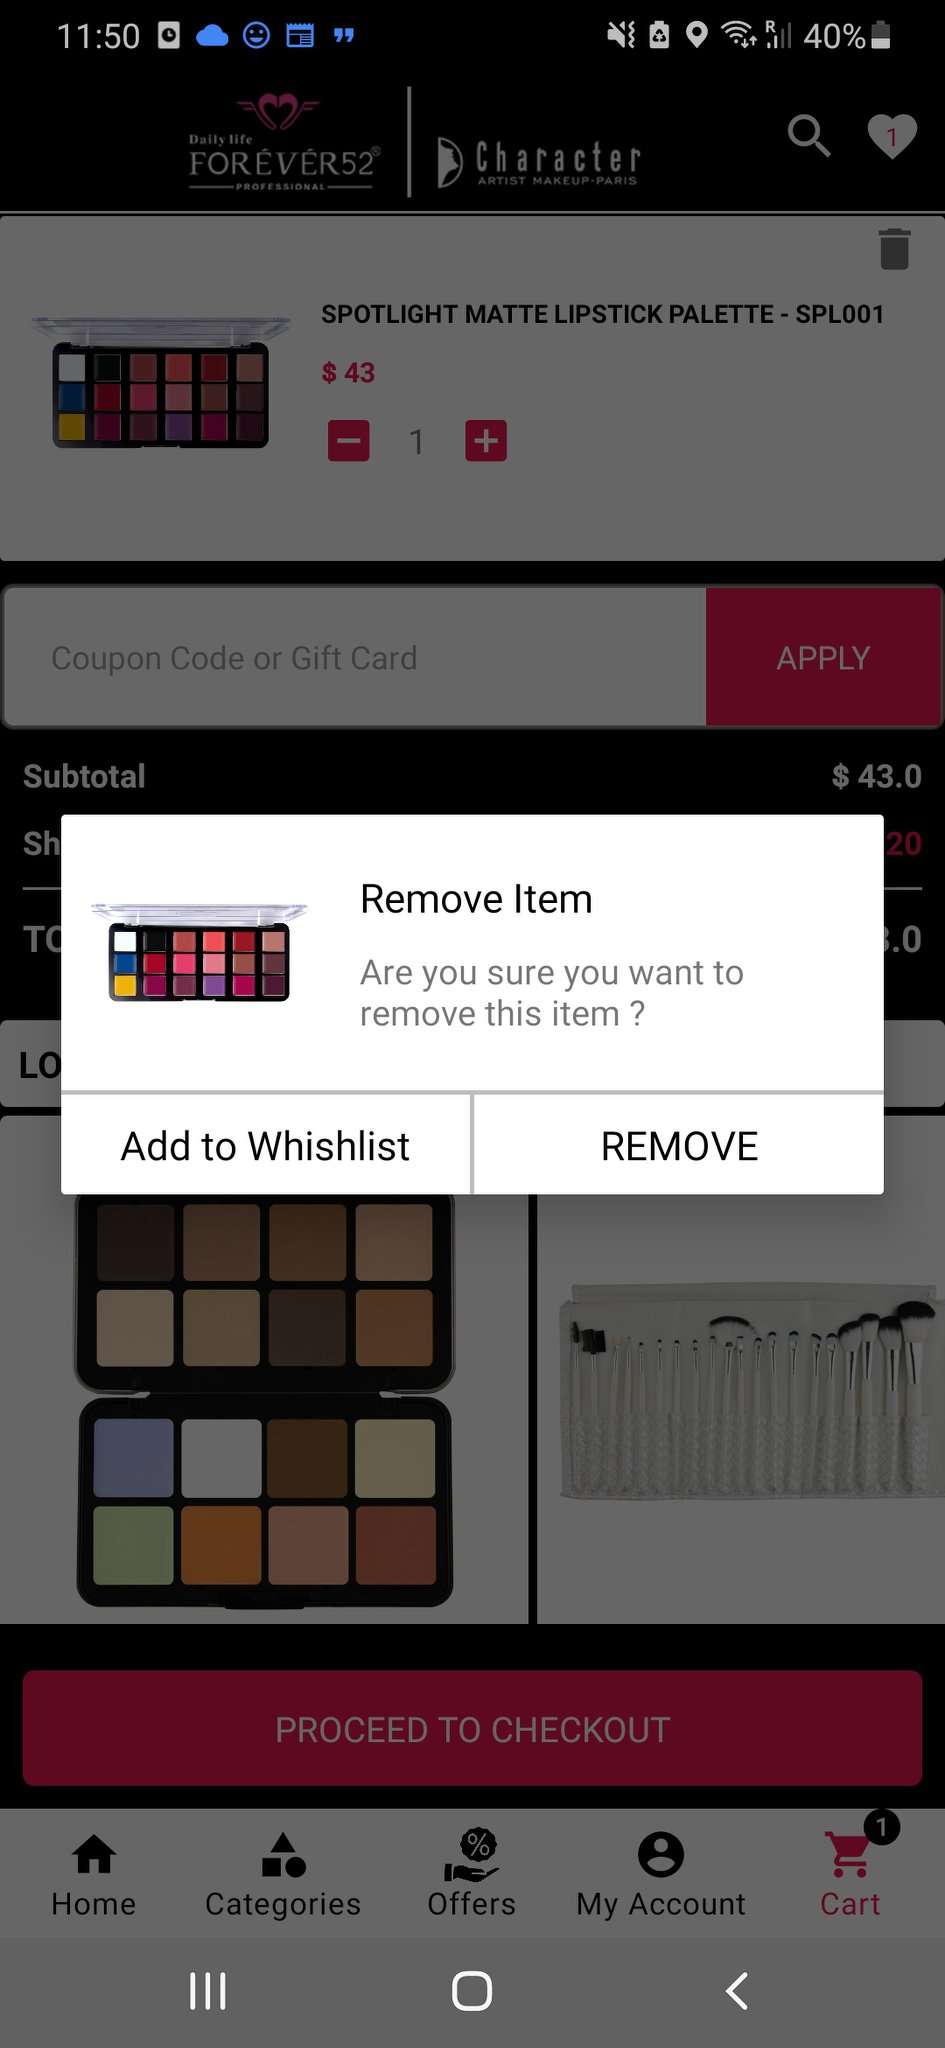 11:50
40%
Daily life
FORÉVÉR52®
PROFESSIONAL
Character
ARTIST MAKEUP-PARIS
1
SPOTLIGHT MATTE LIPSTICK PALETTE - SPL001
$ 43
1
Coupon Code or Gift Card
APPLY
Subtotal
$ 43.0
Sh
20
TO
3.0
Remove Item
Are you sure you want to
remove this item ?
LO
Add to Whishlist
REMOVE
PROCEED TO CHECKOUT
1
Home
Categories
Offers
My Account
Cart